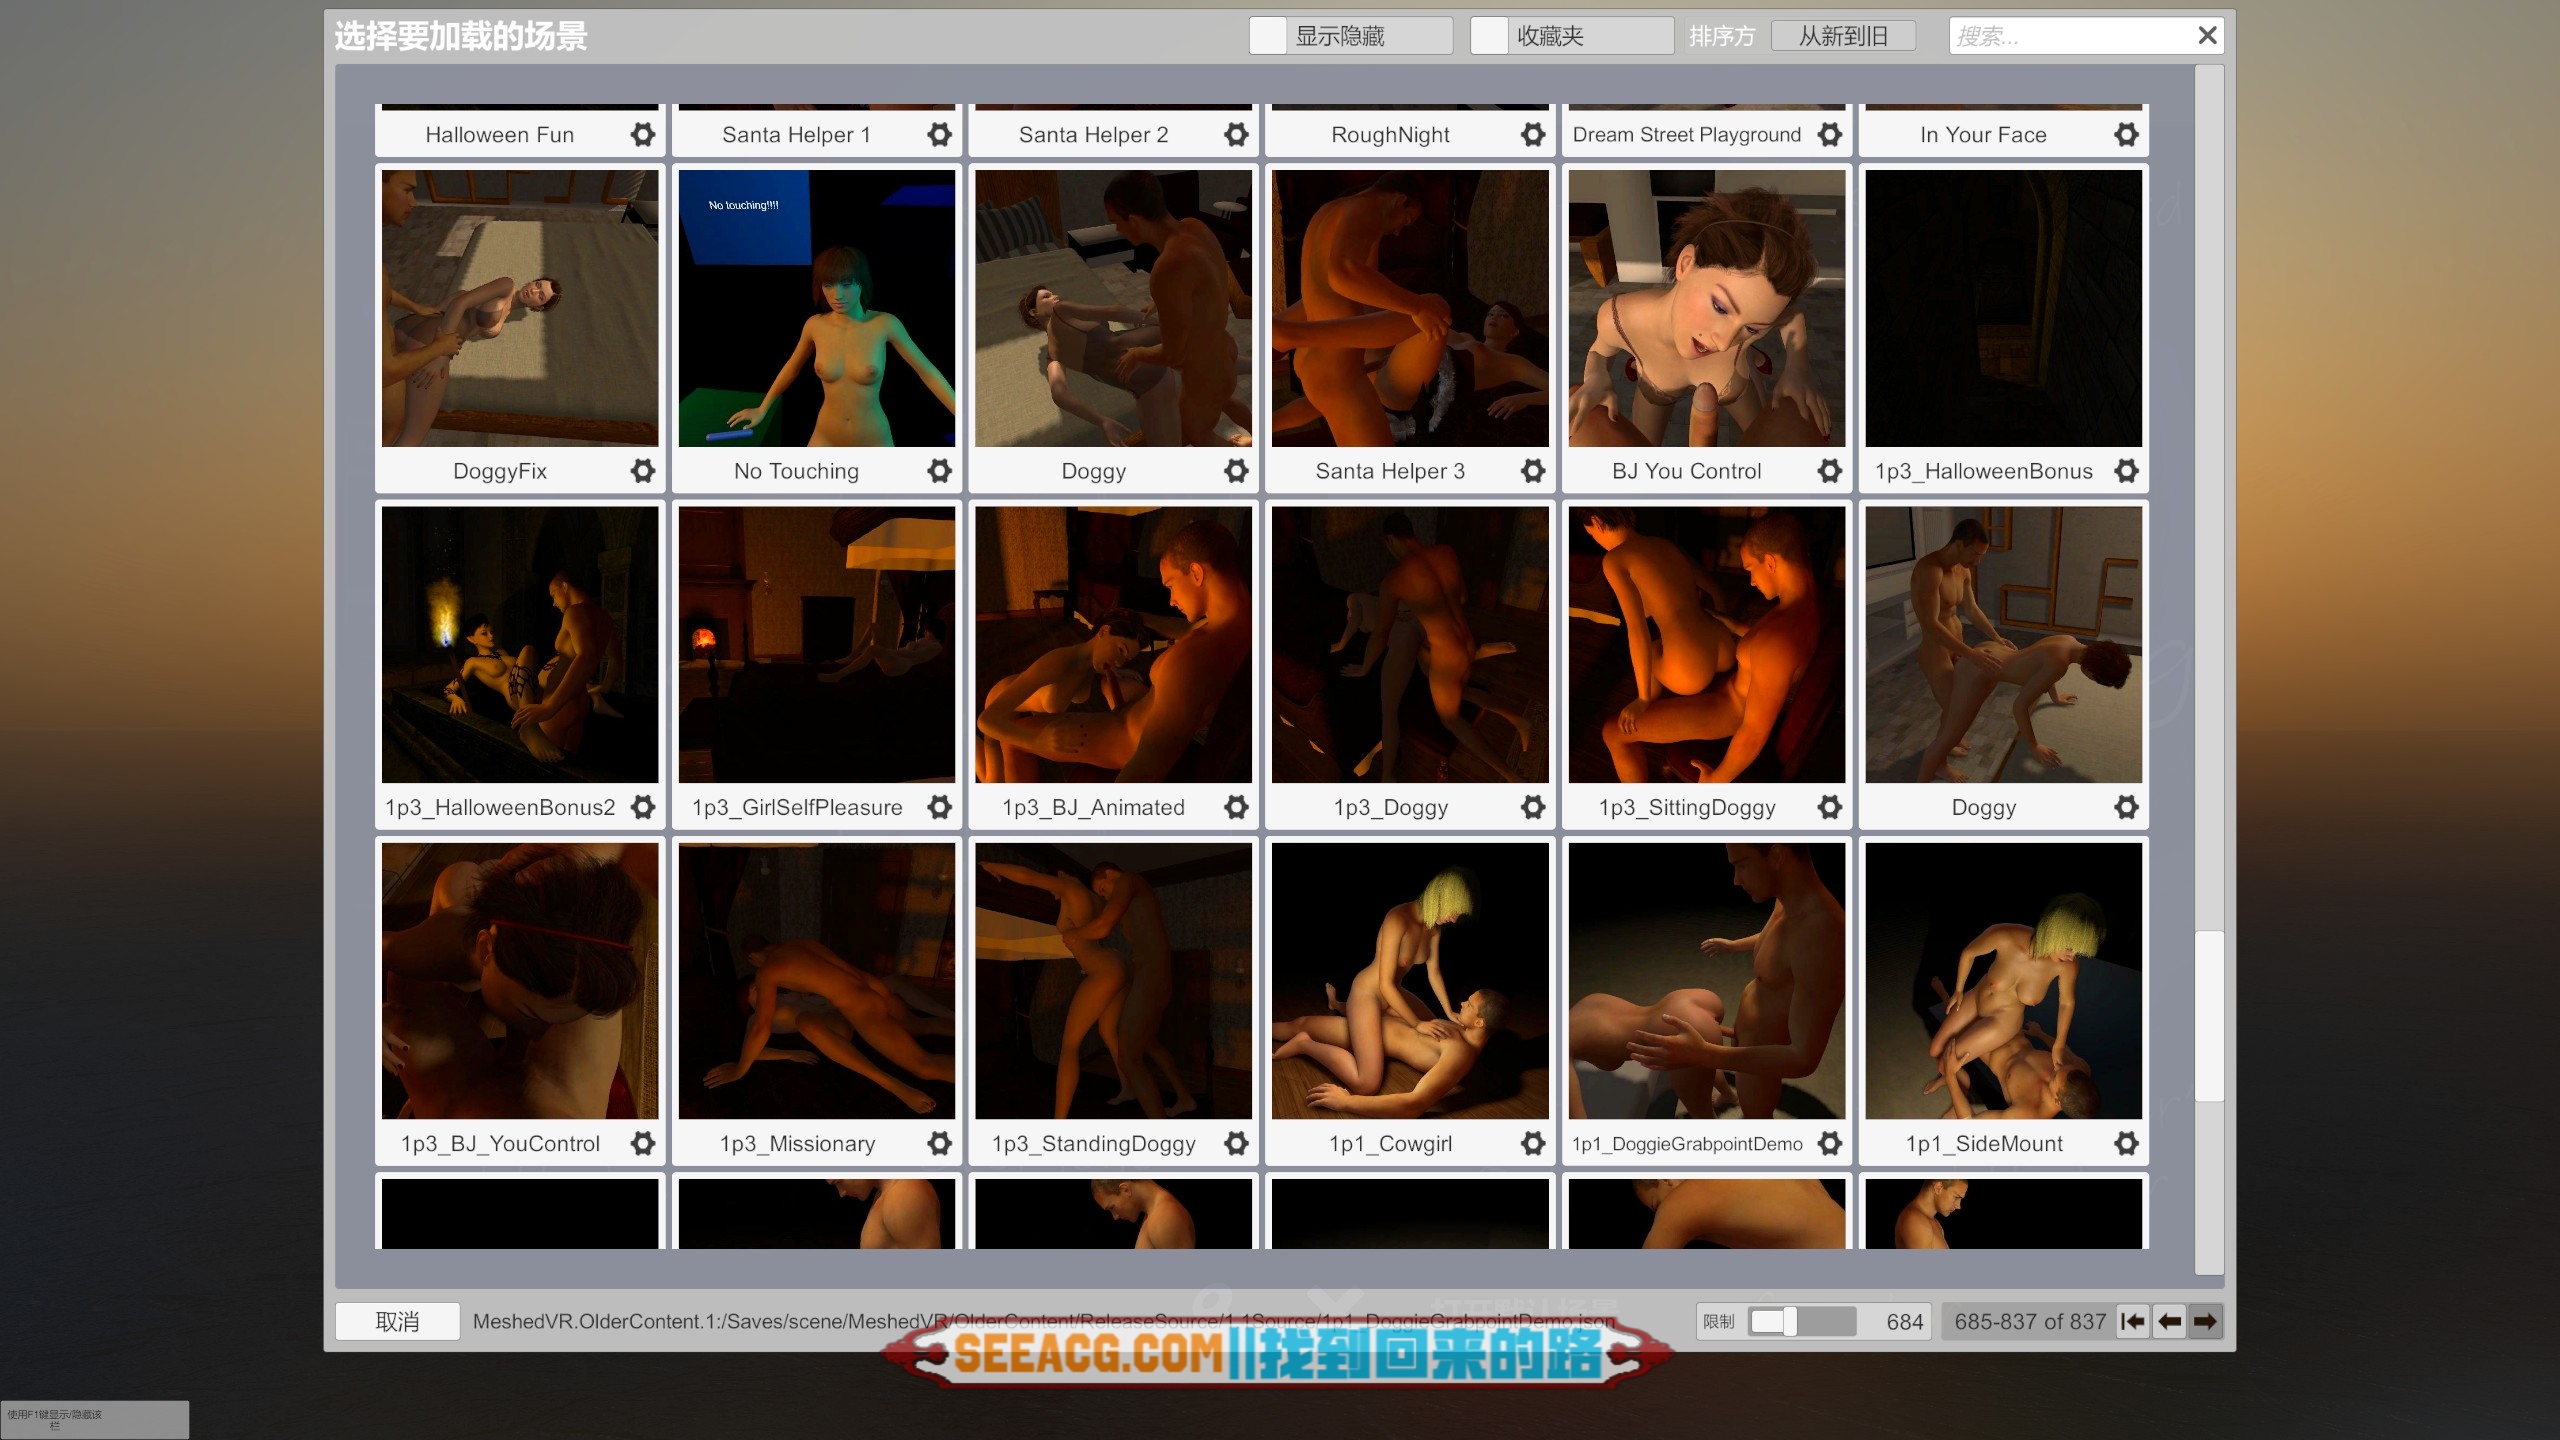 选择要加载的场景
显示隐藏
收藏夹
排序方
从新到旧
搜索...
Halloween Fun
Santa Helper 1
Santa Helper 2
RoughNight
Dream Street Playground
In Your Face
No touching!!!!
DoggyFix
No Touching
Doggy
Santa Helper 3
BJ You Control
1p3_HalloweenBonus
1p3_HalloweenBonus2
1p3_GirlSelfPleasure
1p3_BJ_Animated
1p3_Doggy
1p3_SittingDoggy
Doggy
1p3_BJ_YouControl
1p3_Missionary
1p3_StandingDoggy
1p1_Cowgirl
1p1_DoggieGrabpointDemo
1p1_SideMount
取消
MeshedVR.OlderContent.1:/Saves/scene/MeshedVR/OlderContent/ReleaseSource/1.1Source/1p1_DoggieGrabpointDemo.json
限制
684
685-837 of 837
SEEACG.COM||找到回来的路
使用F1键显示/隐藏该
栏